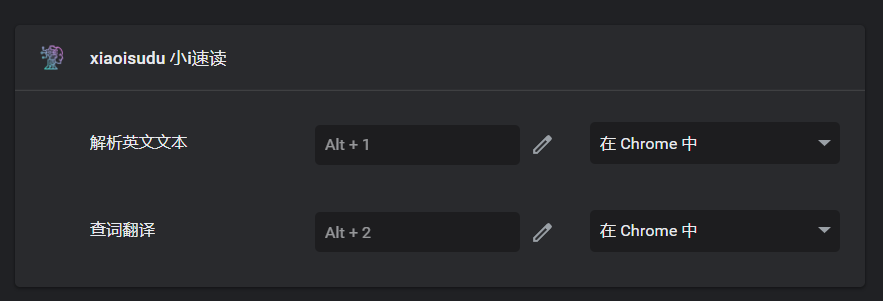 xiaoisudu 小i速读
解析英文文本 Alt + 1 在 Chrome 中
查词翻译 Alt + 2 在 Chrome 中